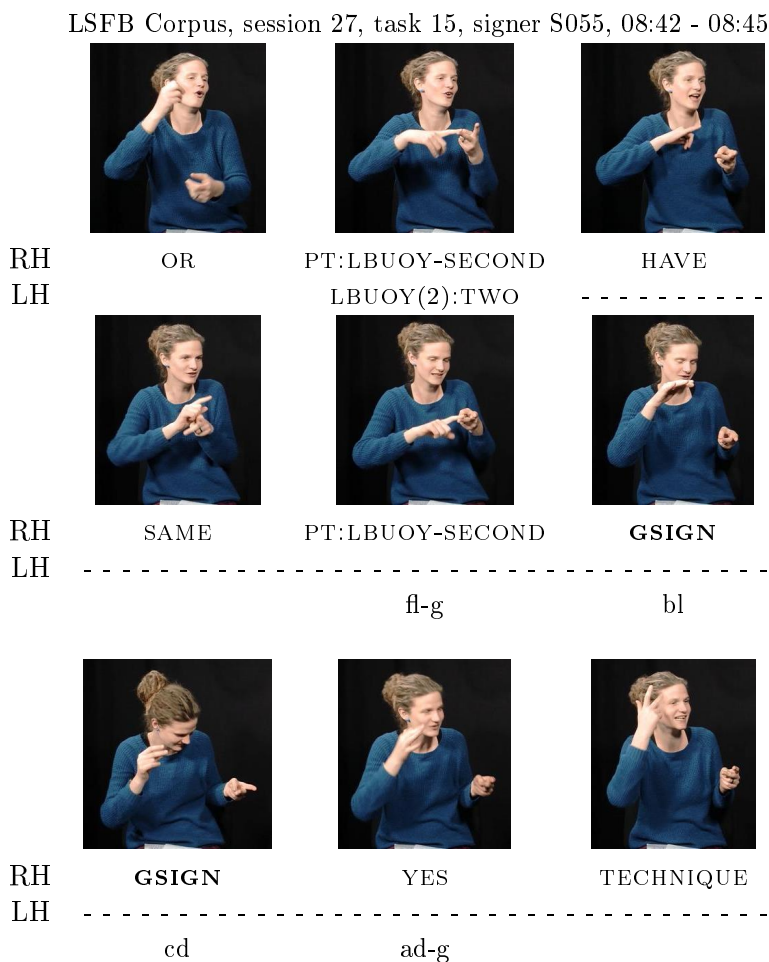 LSFB Corpus, session 27, task 15, signer S055, 08:42 - 08:45
RH OR PT:LBUOY-SECOND HAVE
LH LBUOY(2):TWO - - - - - - - - - -
RH SAME PT:LBUOY-SECOND GSIGN
LH - - - - - - - - - - - - - - - - - - - - - - - - - - - - - - - - - - - -
fl-g bl
RH GSIGN YES TECHNIQUE
LH - - - - - - - - - - - - - - - - - - - - - - - - - - - - - - - - - - - -
cd ad-g